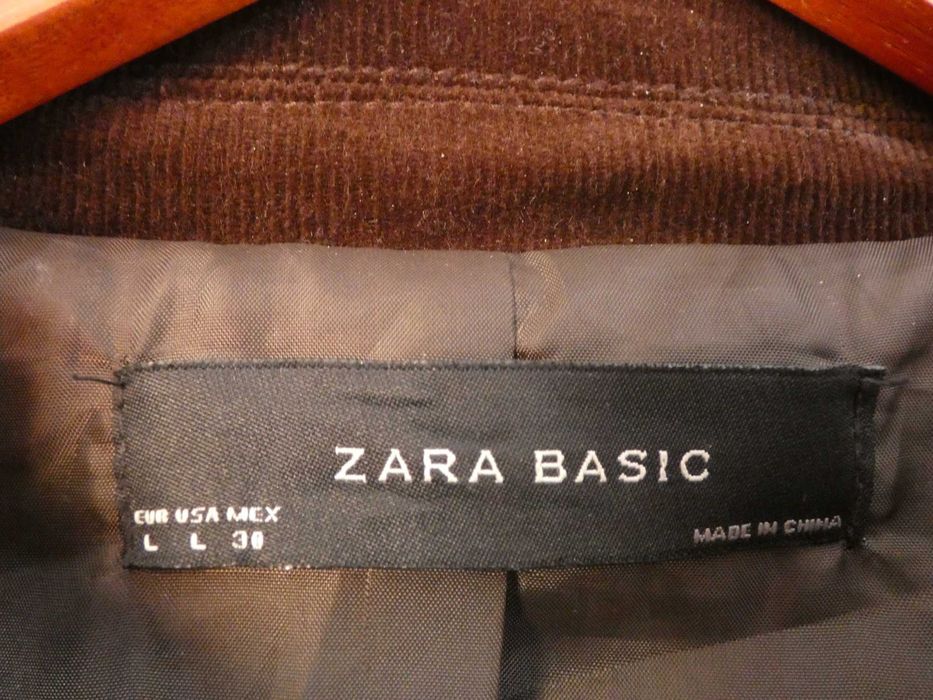 ZARA BASIC
EUR USA MEX
L L 30
MADE IN CHINA